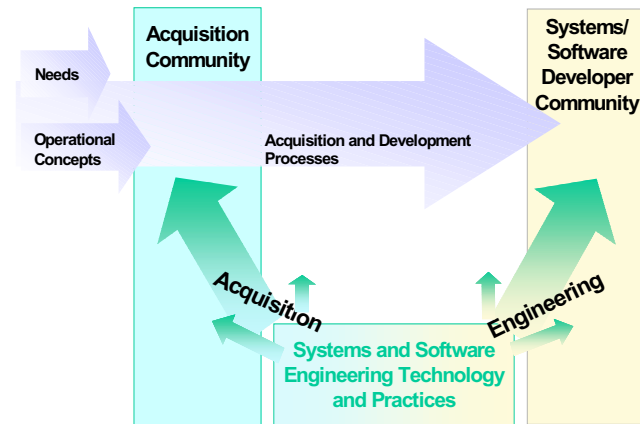 Acquisition
Community
Systems/
Software
Developer
Community
Needs
Operational
Concepts
Acquisition and Development
Processes
Acquisition
Engineering
Systems and Software
Engineering Technology
and Practices